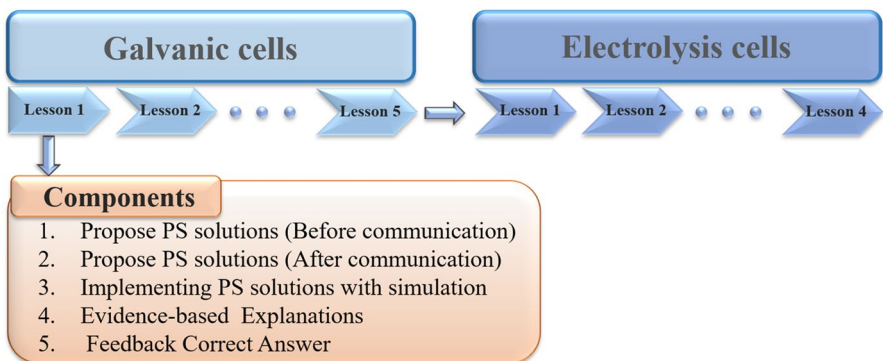 Galvanic cells
Electrolysis cells
Lesson 1
Lesson 2
Lesson 5
Lesson 1
Lesson 2
Lesson 4
Components
1. Propose PS solutions (Before communication)
2. Propose PS solutions (After communication)
3. Implementing PS solutions with simulation
4. Evidence-based Explanations
5. Feedback Correct Answer